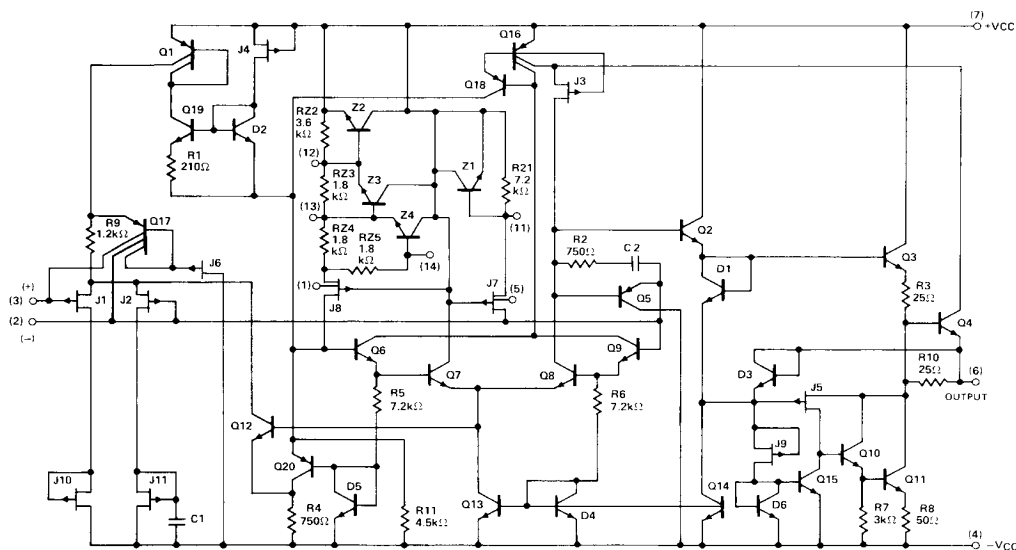 (7)
+VCC
Q1
J4
Q16
Q18
J3
Q19
D2
R1
210Ω
RZ2
3.6
kΩ
Z2
(12)
RZ3
1.8
kΩ
Z3
Z1
R21
7.2
kΩ
(13)
Z4
(11)
RZ4
1.8
kΩ
RZ5
1.8
kΩ
(14)
R9
1.2kΩ
Q17
J6
(+)
(3)
J1
J2
(2)
(−)
(1)
J8
J7
(5)
R2
750Ω
C2
Q5
Q2
D1
Q3
R3
25Ω
Q4
Q6
Q7
Q8
Q9
R5
7.2kΩ
R6
7.2kΩ
D3
J5
R10
25Ω
(6)
OUTPUT
Q12
J9
Q10
Q20
D5
Q13
D4
Q14
Q15
Q11
J10
J11
C1
R4
750Ω
R11
4.5kΩ
D6
R7
3kΩ
R8
50Ω
(4)
−VCC